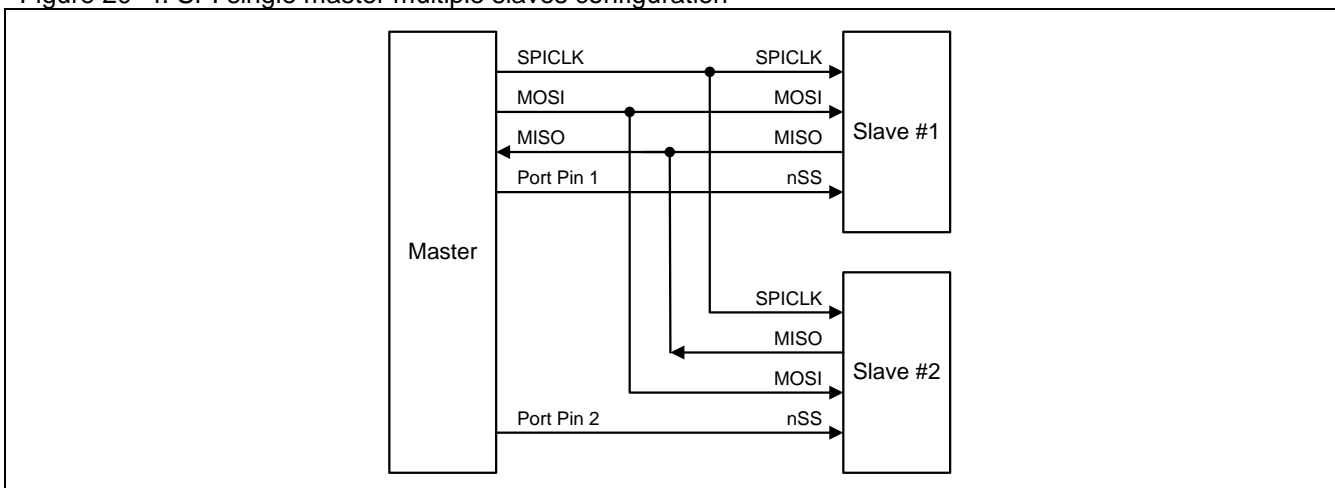 SPICLK SPICLK
MOSI MOSI
MISO MISO
Slave #1
Port Pin 1 nSS
Master
SPICLK
MISO
MOSI
Slave #2
Port Pin 2 nSS